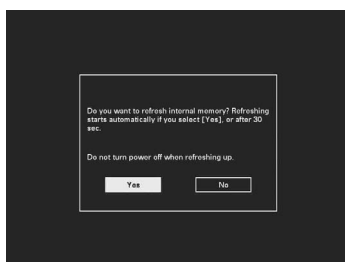 Do you want to refresh internal memory? Refreshing
starts automatically if you select [Yes], or after 30
sec.
Do not turn power off when refreshing up.
Yes
No